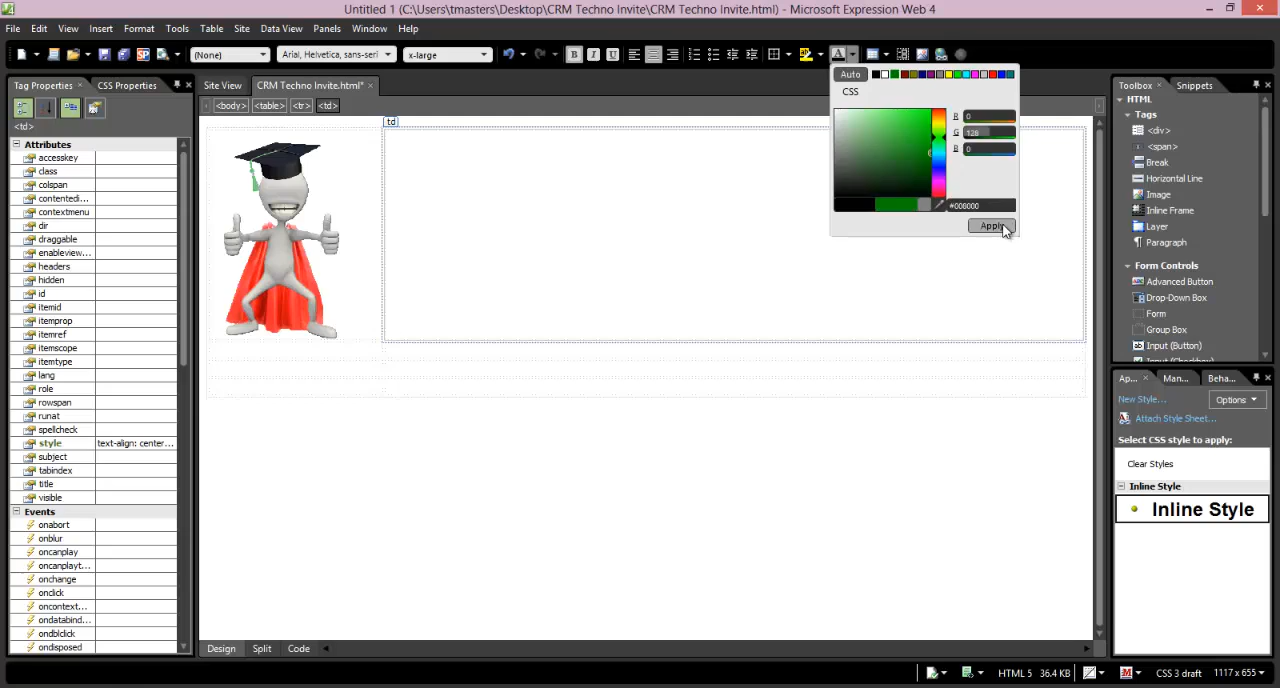 Untitled 1 (C:\Users\tmasters\Desktop\CRM Techno Invite\CRM Techno Invite.html) - Microsoft Expression Web 4
File Edit View Insert Format Tools Table Site Data View Panels Window Help
(None) Arial, Helvetica, sans-seri x-large B I U A
Tag Properties × CSS Properties
Site View CRM Techno Invite.html* ×
Toolbox × Snippets
<td>
<body> <table> <tr> <td>
td
Auto
CSS
R 0
G 128
B 0
#008000
Apply
Attributes
accesskey
class
colspan
contentedi...
contextmenu
dir
draggable
enableview...
headers
hidden
id
itemid
itemprop
itemref
itemscope
itemtype
lang
role
rowspan
runat
spellcheck
style text-align: center...
subject
tabindex
title
visible
Events
onabort
onblur
oncanplay
oncanplayt...
onchange
onclick
oncontext...
ondatabind...
ondblclick
ondisposed
HTML
Tags
<div>
<span>
Break
Horizontal Line
Image
Inline Frame
Layer
Paragraph
Form Controls
Advanced Button
Drop-Down Box
Form
Group Box
Input (Button)
Input (Checkbox)
Ap... × Man... Beha...
New Style... Options
Attach Style Sheet...
Select CSS style to apply:
Clear Styles
Inline Style
Inline Style
Design Split Code
HTML 5 36.4 KB CSS 3 draft 1117 x 655